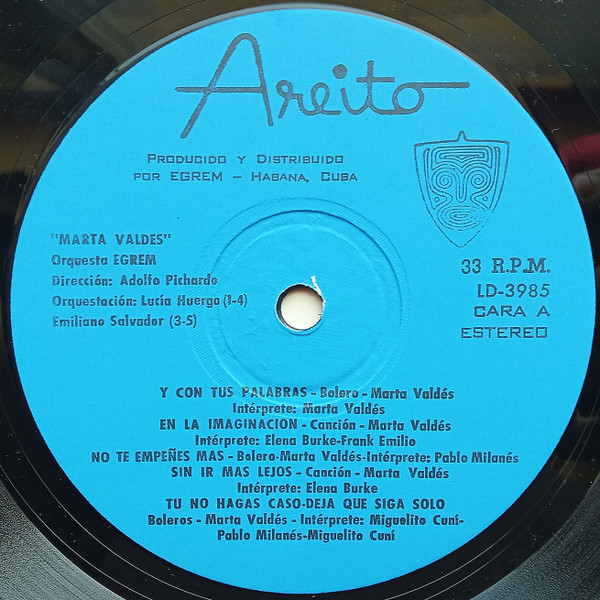 Areito
PRODUCIDO Y DISTRIBUIDO
POR EGREM – HABANA, CUBA
"MARTA VALDES"
Orquesta EGREM
Dirección: Adolfo Pichardo
Orquestación: Lucía Huergo (1-4)
Emiliano Salvador (3-5)
33 R.P.M.
LD-3985
CARA A
ESTEREO
Y CON TUS PALABRAS - Bolero - Marta Valdés
Intérprete: Marta Valdés
EN LA IMAGINACION - Canción - Marta Valdés
Intérprete: Elena Burke-Frank Emilio
NO TE EMPEÑES MAS - Bolero-Marta Valdés-Intérprete: Pablo Milanés
SIN IR MAS LEJOS - Canción - Marta Valdés
Intérprete: Elena Burke
TU NO HAGAS CASO-DEJA QUE SIGA SOLO
Boleros - Marta Valdés - Intérprete: Miguelito Cuní-
Pablo Milanés-Miguelito Cuní